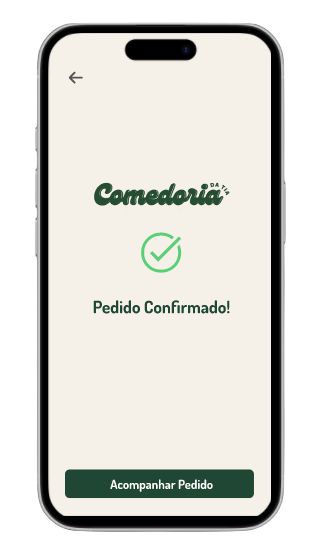 Comedoria
DA TIA
Pedido Confirmado!
Acompanhar Pedido